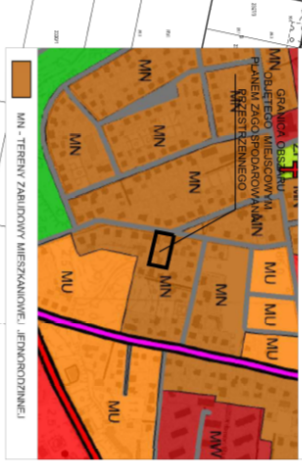 GRANICA OBSZARU
OBJĘTEGO MIEJSCOWYM
PLANEM ZAGOSPODAROWANIA
PRZESTRZENNEGO
MN
MN
MN
MN
MN
MN
MN
MN
MN
MU
MU
MU
MU
MU
MW
MN - TERENY ZABUDOWY MIESZKANIOWEJ JEDNORODZINNEJ